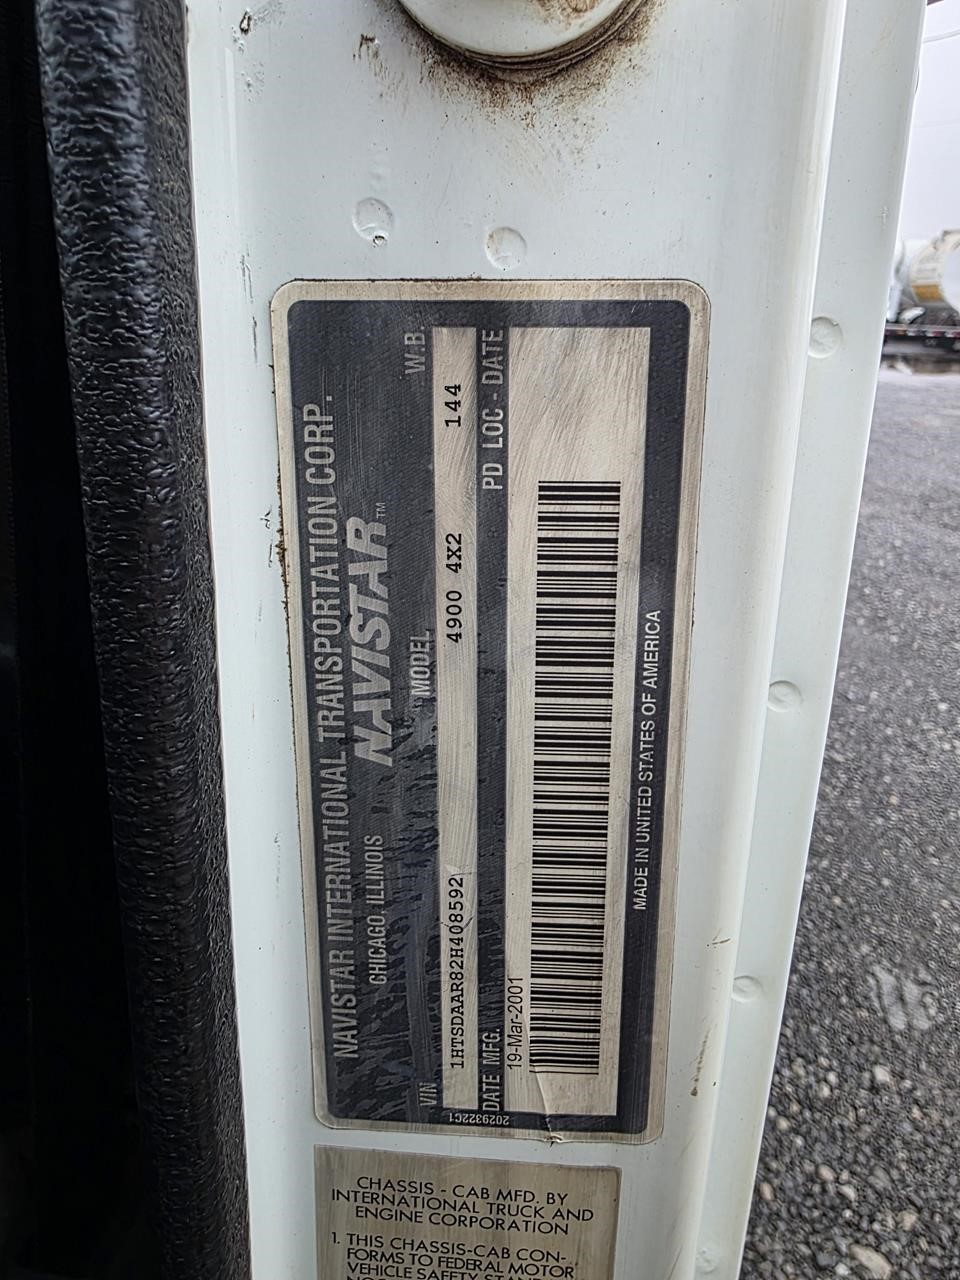 NAVISTAR INTERNATIONAL TRANSPORTATION CORP.
CHICAGO, ILLINOIS NAVISTAR™
VIN MODEL W.B.
1HTSDAAR82H408592 4900 4X2 144
DATE MFG. PD LOC - DATE
19-Mar-2001
MADE IN UNITED STATES OF AMERICA
2029322C1
CHASSIS - CAB MFD. BY
INTERNATIONAL TRUCK AND
ENGINE CORPORATION
1. THIS CHASSIS-CAB CON-
FORMS TO FEDERAL MOTOR
VEHICLE SAFETY